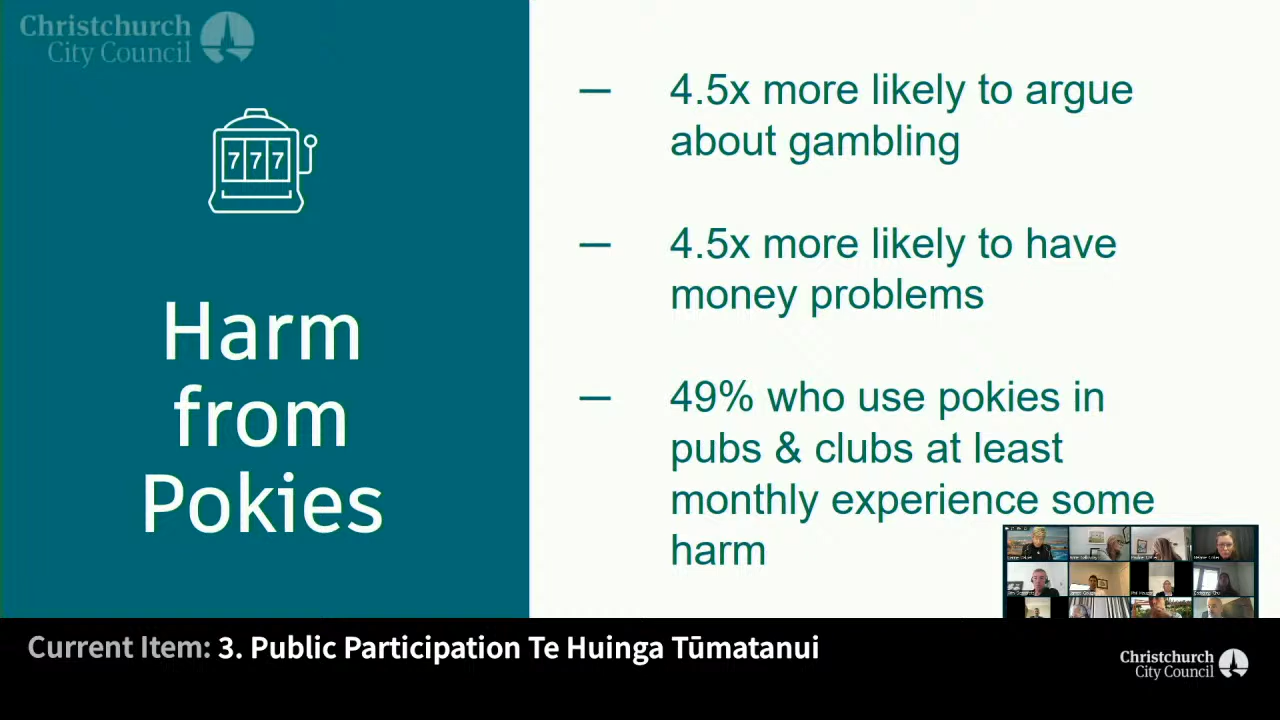 Christchurch
City Council
777
Harm
from
Pokies
— 4.5x more likely to argue
about gambling
— 4.5x more likely to have
money problems
— 49% who use pokies in
pubs & clubs at least
monthly experience some
harm
Current Item: 3. Public Participation Te Huinga Tūmatanui
Christchurch
City Council